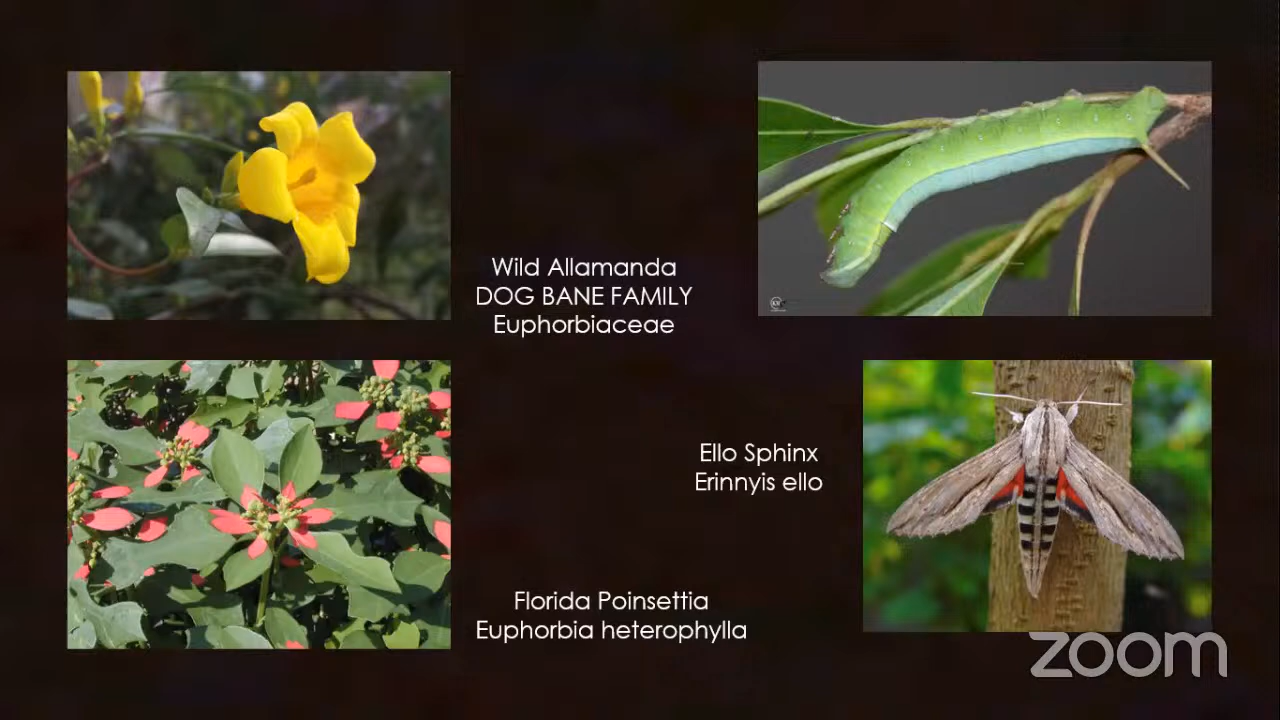 Wild Allamanda
DOG BANE FAMILY
Euphorbiaceae
Ello Sphinx
Erinnyis ello
Florida Poinsettia
Euphorbia heterophylla
zoom